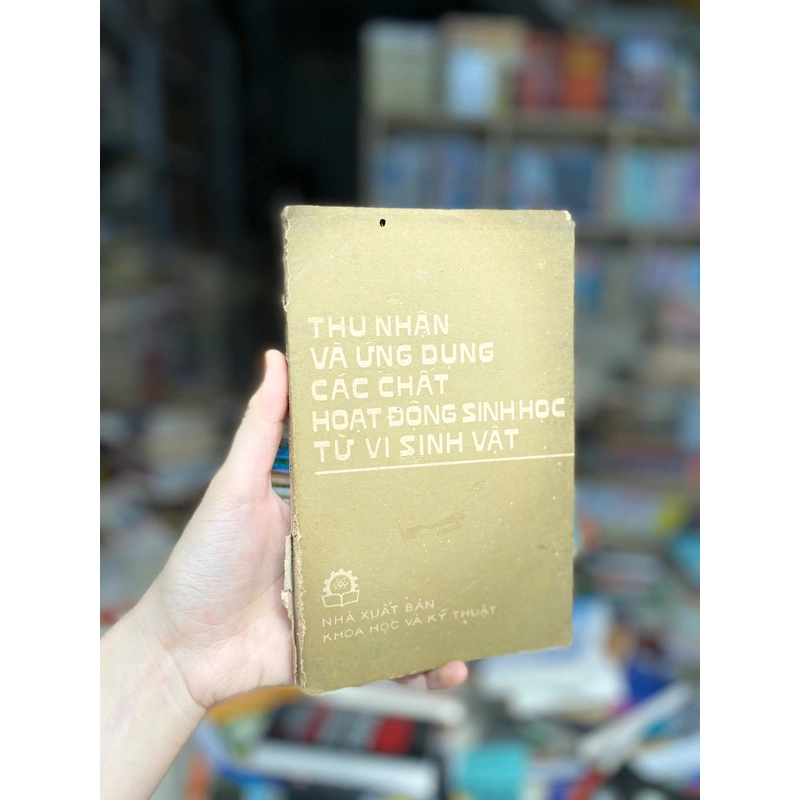 THU NHẬN
VÀ ỨNG DỤNG
CÁC CHẤT
HOẠT ĐỘNG SINH HỌC
TỪ VI SINH VẬT
NHÀ XUẤT BẢN
KHOA HỌC VÀ KỸ THUẬT